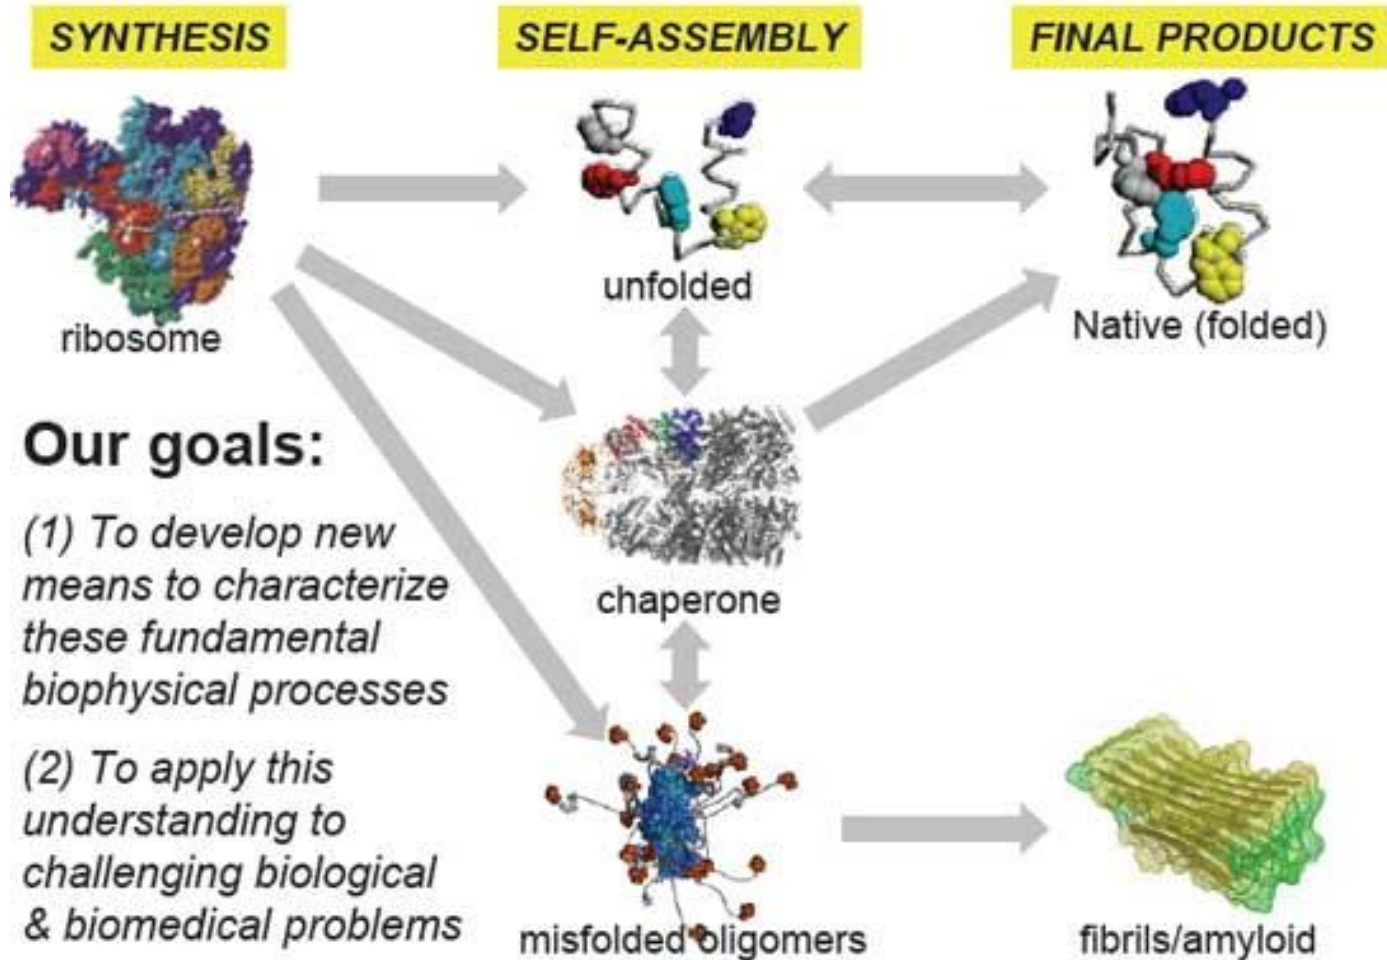 SYNTHESIS
SELF-ASSEMBLY
FINAL PRODUCTS
ribosome
unfolded
Native (folded)
Our goals:
(1) To develop new
means to characterize
these fundamental
biophysical processes
(2) To apply this
understanding to
challenging biological
& biomedical problems
chaperone
misfolded oligomers
fibrils/amyloid